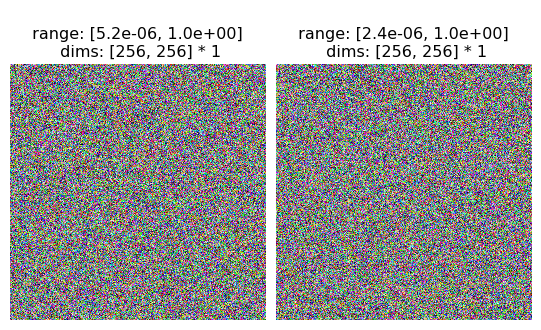 range: [5.2e-06, 1.0e+00]
dims: [256, 256] * 1
range: [2.4e-06, 1.0e+00]
dims: [256, 256] * 1